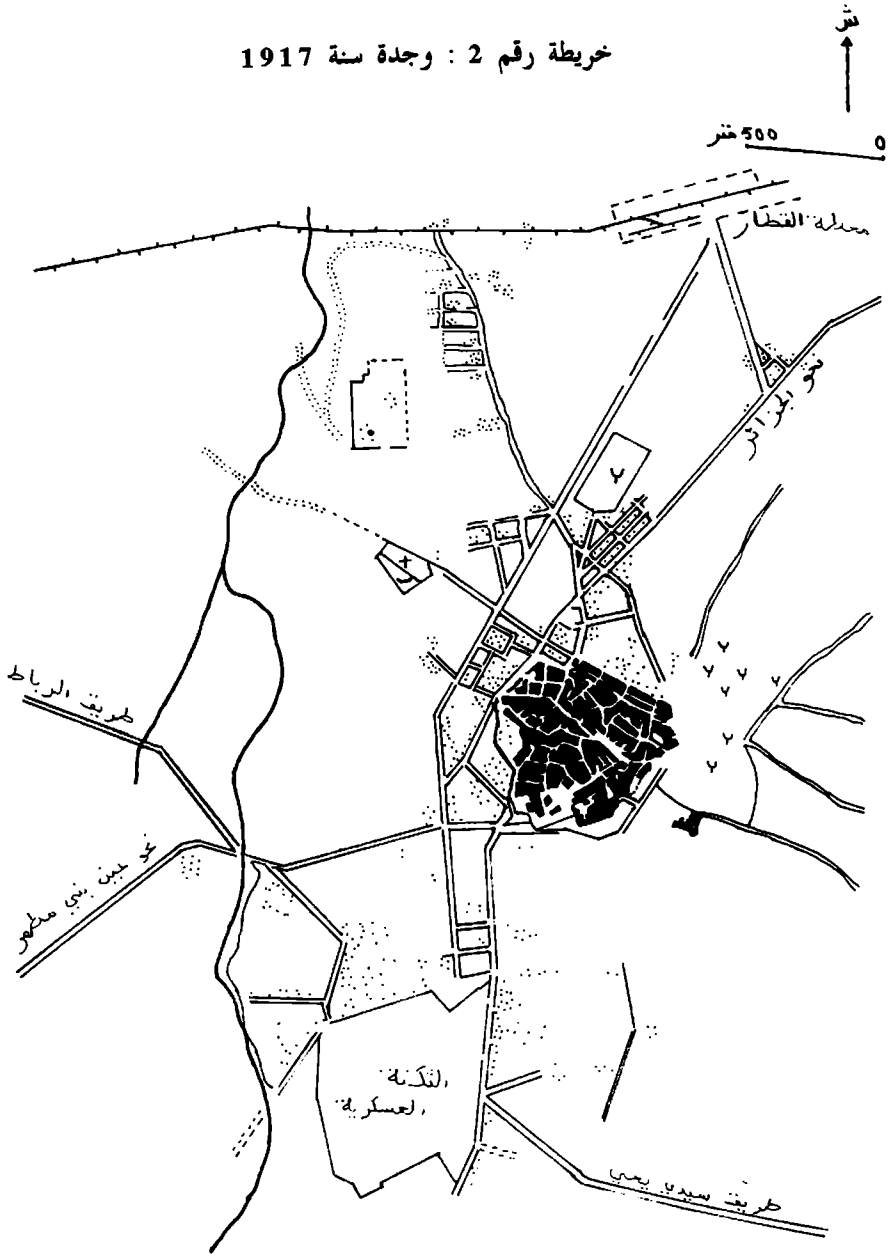 خريطة رقم 2 : وجدة سنة 1917
ش
500 متر
0
محطة القطار
نحو الجزائر
طريق الرباط
نحو عين بني مطهر
الثكنة
العسكرية
طريق سيدي يحيى